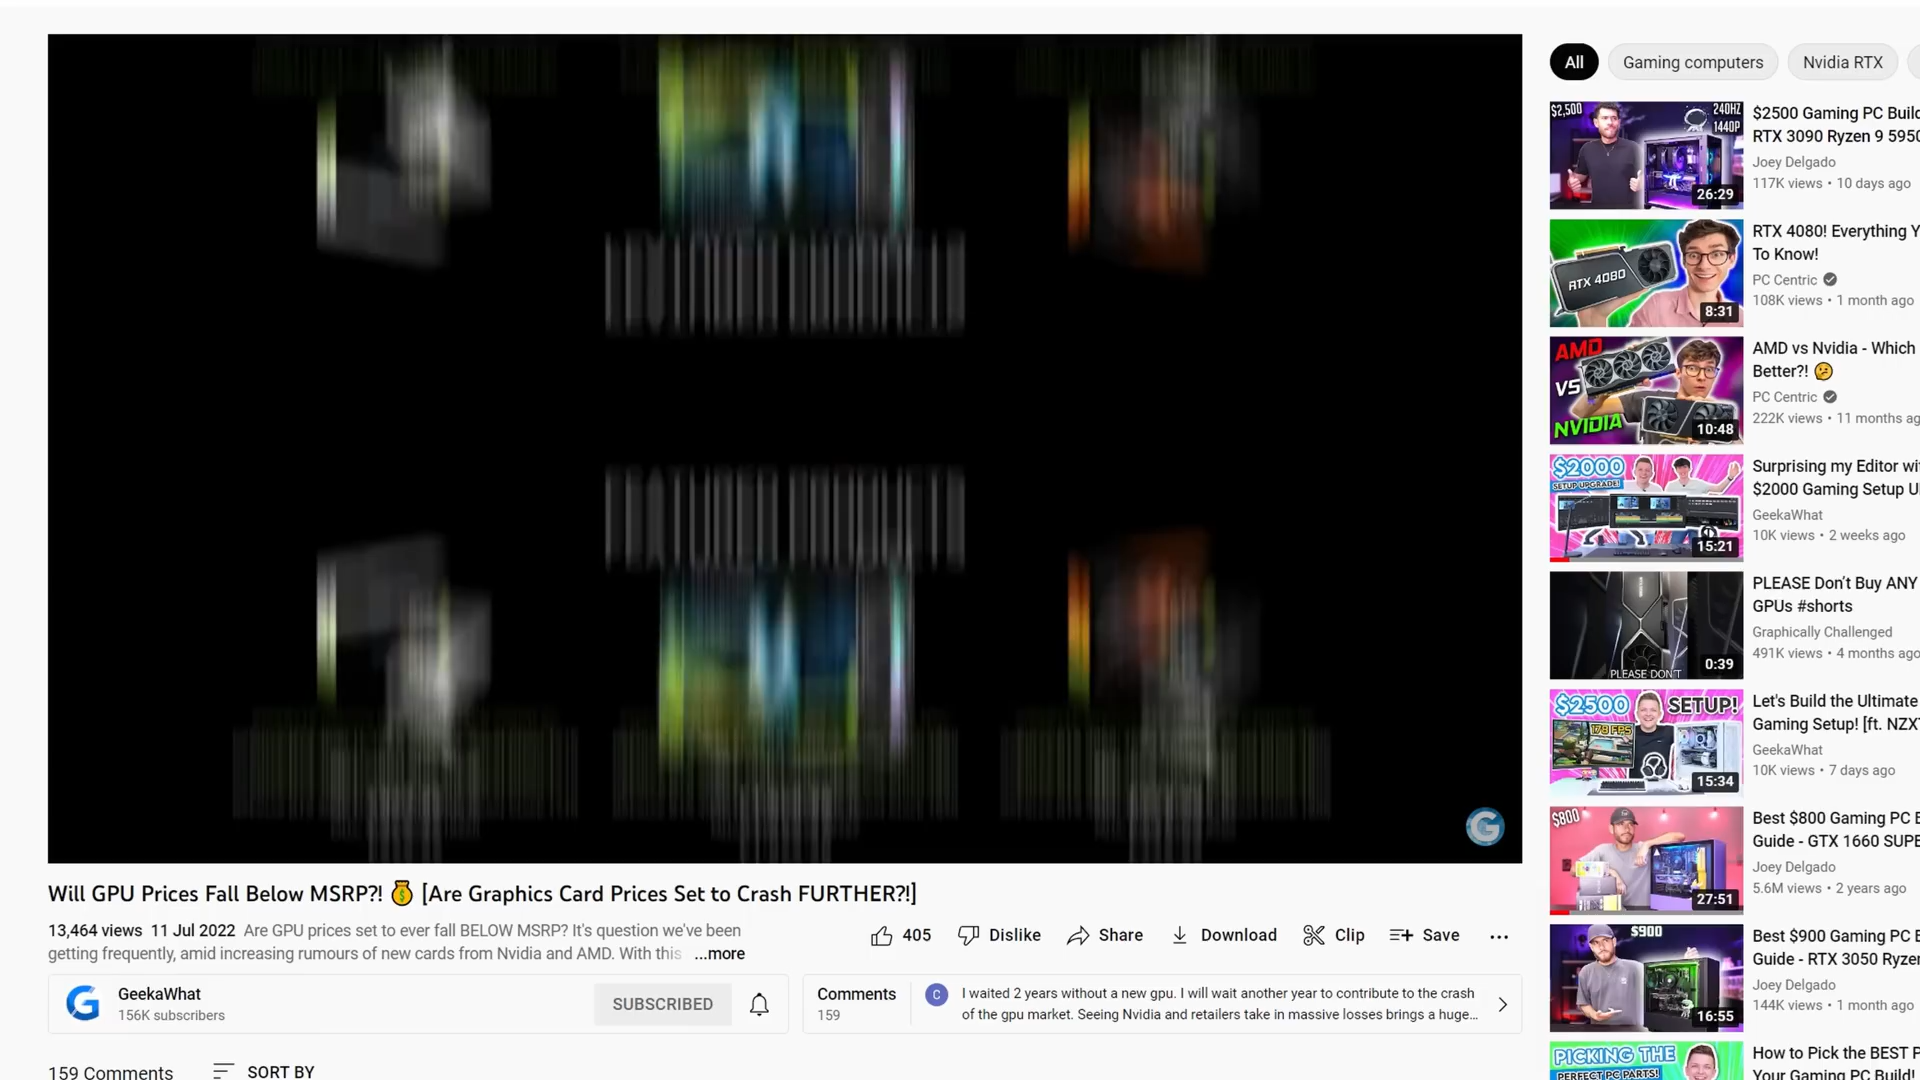 All
Gaming computers
Nvidia RTX
Will GPU Prices Fall Below MSRP?! 💰 [Are Graphics Card Prices Set to Crash FURTHER?!]
13,464 views 11 Jul 2022 Are GPU prices set to ever fall BELOW MSRP? It's question we've been
getting frequently, amid increasing rumours of new cards from Nvidia and AMD. With this ...more
405
Dislike
Share
Download
Clip
Save
GeekaWhat
156K subscribers
SUBSCRIBED
Comments
159
C
I waited 2 years without a new gpu. I will wait another year to contribute to the crash
of the gpu market. Seeing Nvidia and retailers take in massive losses brings a huge...
159 Comments
SORT BY
$2,500
240HZ
1440P
26:29
$2500 Gaming PC Build
RTX 3090 Ryzen 9 595
Joey Delgado
117K views • 10 days ago
RTX 4080
8:31
RTX 4080! Everything Y
To Know!
PC Centric
108K views • 1 month ago
AMD
VS
NVIDIA
10:48
AMD vs Nvidia - Which
Better?! 🤔
PC Centric
222K views • 11 months ag
$2000
SETUP UPGRADE!
15:21
Surprising my Editor wi
$2000 Gaming Setup U
GeekaWhat
10K views • 2 weeks ago
PLEASE DON'T
0:39
PLEASE Don't Buy ANY
GPUs #shorts
Graphically Challenged
491K views • 4 months ago
$2500
SETUP!
178 FPS
15:34
Let's Build the Ultimate
Gaming Setup! [ft. NZX
GeekaWhat
10K views • 7 days ago
$800
27:51
Best $800 Gaming PC B
Guide - GTX 1660 SUPE
Joey Delgado
5.6M views • 2 years ago
$900
16:55
Best $900 Gaming PC B
Guide - RTX 3050 Ryze
Joey Delgado
144K views • 1 month ago
PICKING THE
PERFECT PC PARTS!
How to Pick the BEST P
Your Gaming PC Build!